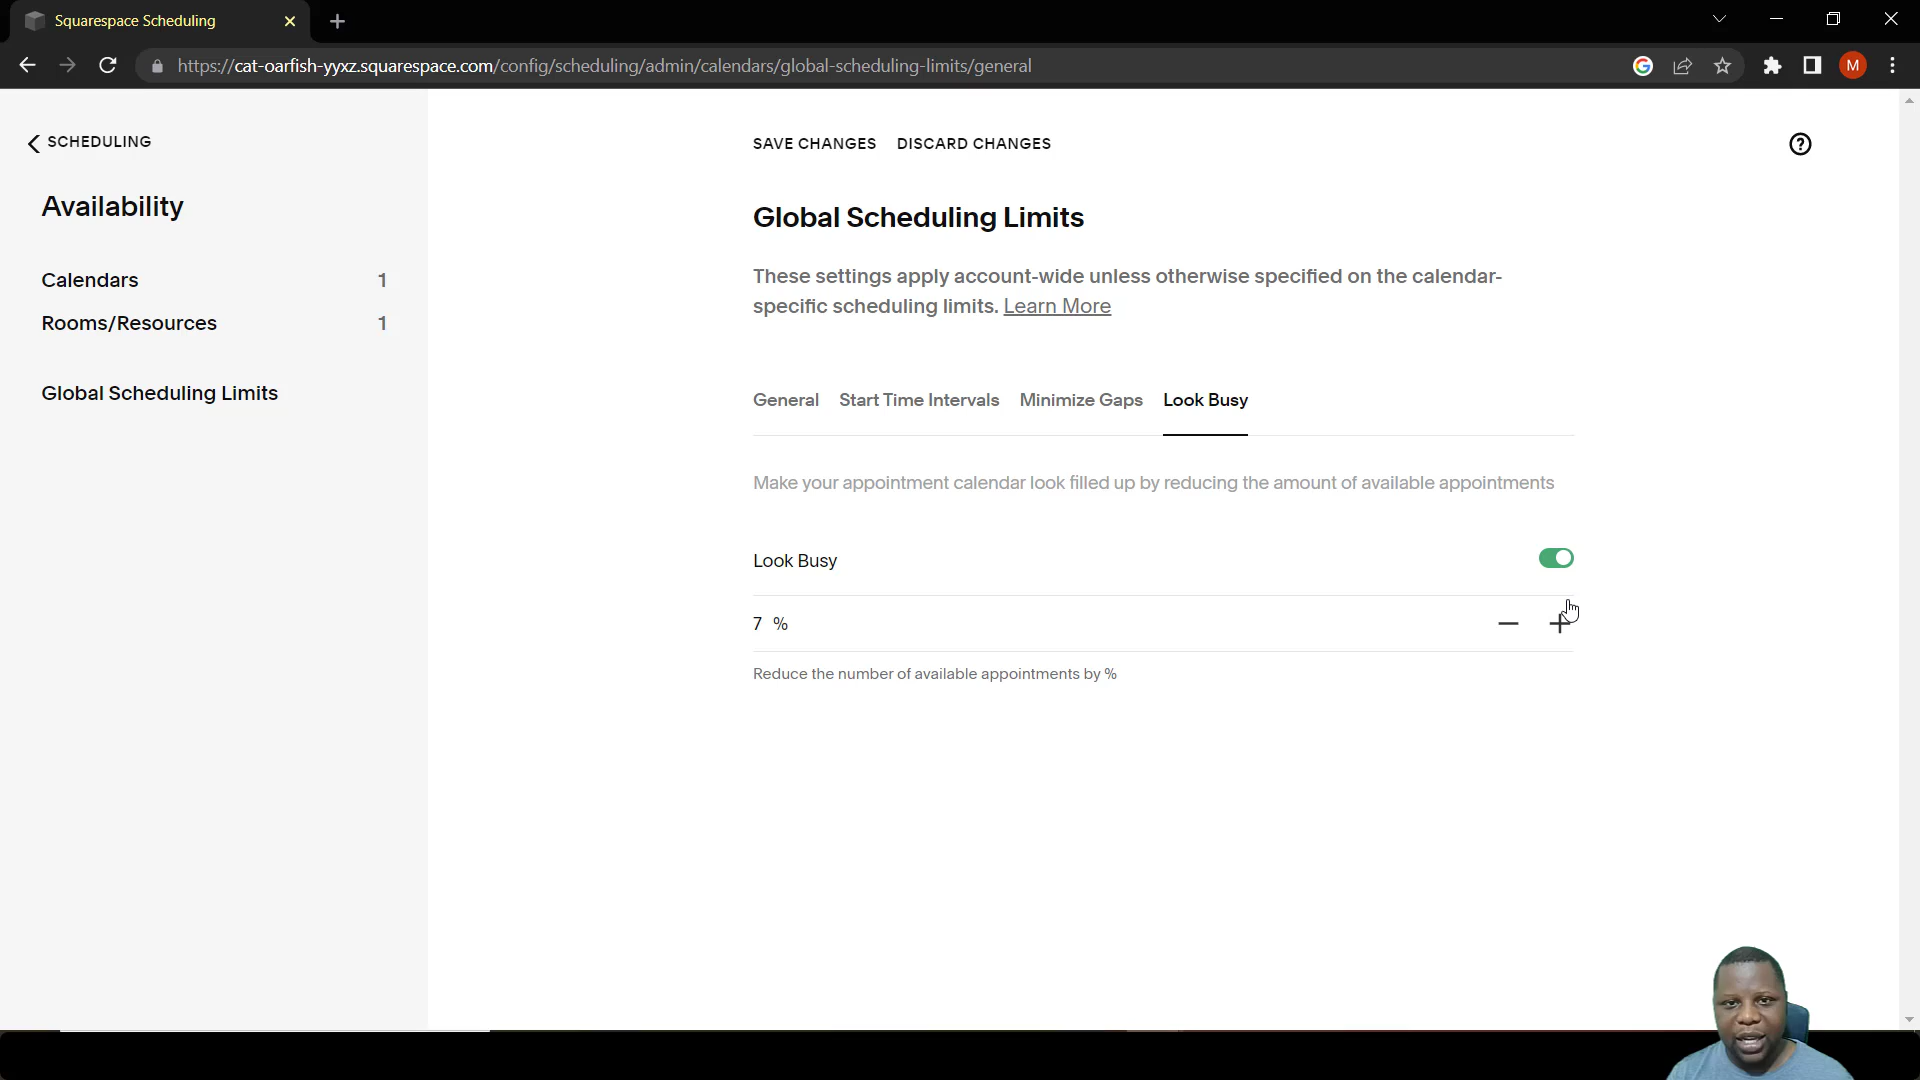 Squarespace Scheduling
https://cat-oarfish-yyxz.squarespace.com/config/scheduling/admin/calendars/global-scheduling-limits/general
M
SCHEDULING
Availability
Calendars 1
Rooms/Resources 1
Global Scheduling Limits
SAVE CHANGES DISCARD CHANGES
?
Global Scheduling Limits
These settings apply account-wide unless otherwise specified on the calendar-
specific scheduling limits. Learn More
General Start Time Intervals Minimize Gaps Look Busy
Make your appointment calendar look filled up by reducing the amount of available appointments
Look Busy
7 %
Reduce the number of available appointments by %